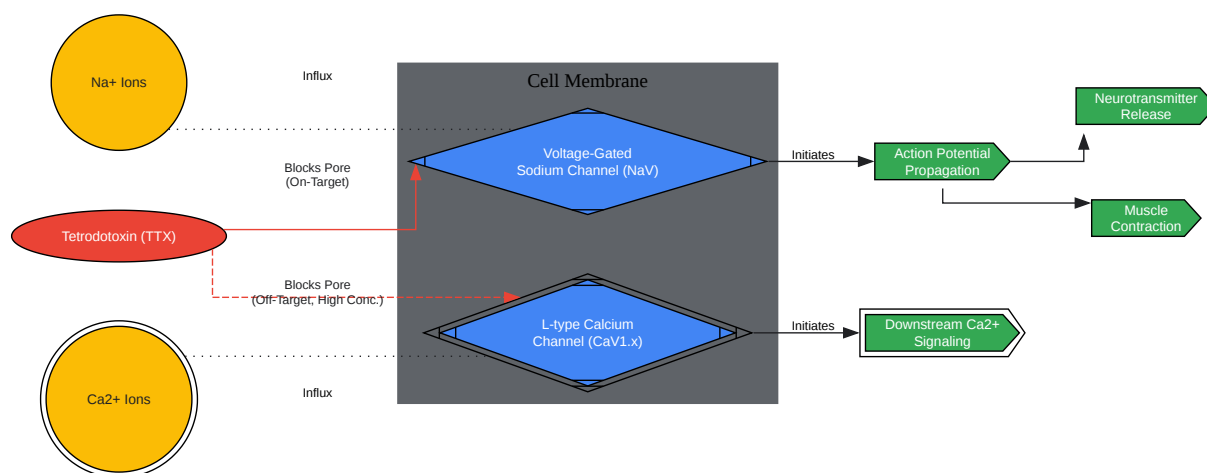 Na+ Ions
Influx
Cell Membrane
Voltage-Gated
Sodium Channel (NaV)
Blocks Pore
(On-Target)
Initiates
Action Potential
Propagation
Neurotransmitter
Release
Muscle
Contraction
Tetrodotoxin (TTX)
Blocks Pore
(Off-Target, High Conc.)
L-type Calcium
Channel (CaV1.x)
Initiates
Downstream Ca2+
Signaling
Ca2+ Ions
Influx